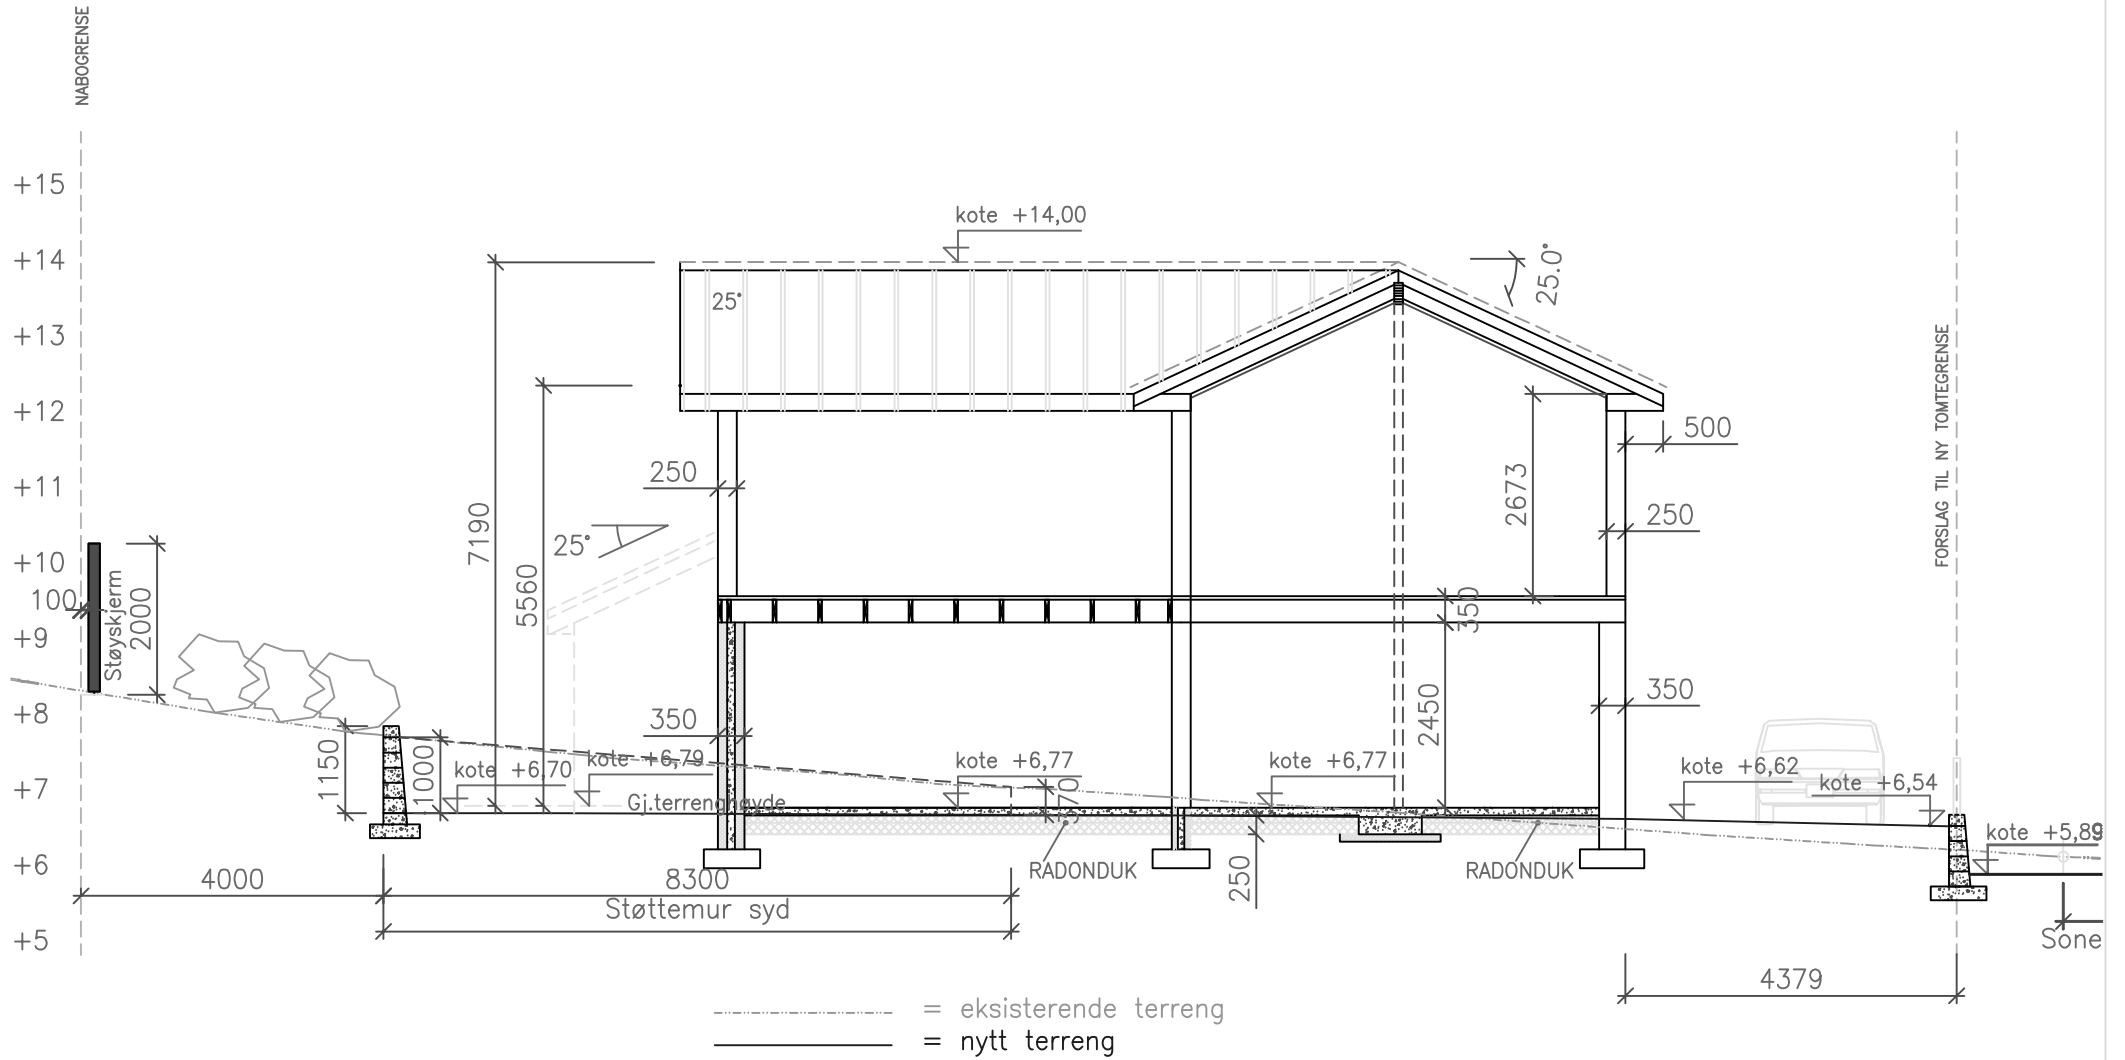 NABOGRENSE
+15
+14
+13
+12
+11
+10
+9
+8
+7
+6
+5
kote +14,00
25°
25.0°
FORSLAG TIL NY TOMTEGRENSE
500
250
2673
250
7190
5560
25°
100
Støyskjerm
2000
350
350
2450
350
1150
1000
kote +6,70
kote +6,79
kote +6,77
kote +6,77
kote +6,62
kote +6,54
kote +5,89
Gj.terrenghøyde
370
250
RADONDUK
RADONDUK
4000
8300
Støttemur syd
Sone
4379
= eksisterende terreng
= nytt terreng